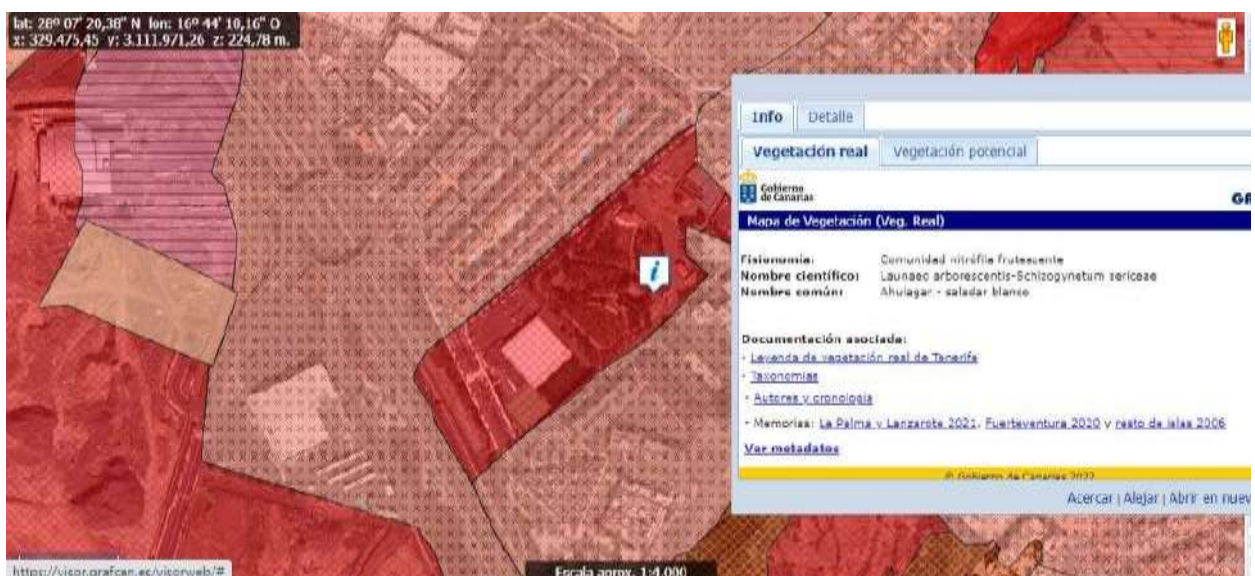 lat: 28º 07' 20,38" N lon: 16º 44' 10,16" O
x: 329.475,45 y: 3.111.971,26 z: 224,78 m.
Info Detalle
Vegetación real Vegetación potencial
Gobierno
de Canarias
GR
Mapa de Vegetación (Veg. Real)
Fisionomía: Comunidad nitrófila frutescente
Nombre científico: Launaeo arborescentis-Schizogynetum sericeae
Nombre común: Ahulagar - saladar blanco
Documentación asociada:
- Leyenda de vegetación real de Tenerife
- Taxonomías
- Autores y cronología
- Memorias: La Palma y Lanzarote 2021, Fuerteventura 2020 y resto de islas 2006
Ver metadatos
© Gobierno de Canarias 2022
Acercar | Alejar | Abrir en nuev
https://visor.grafcan.es/visorweb/#
Escala aprox. 1:4.000